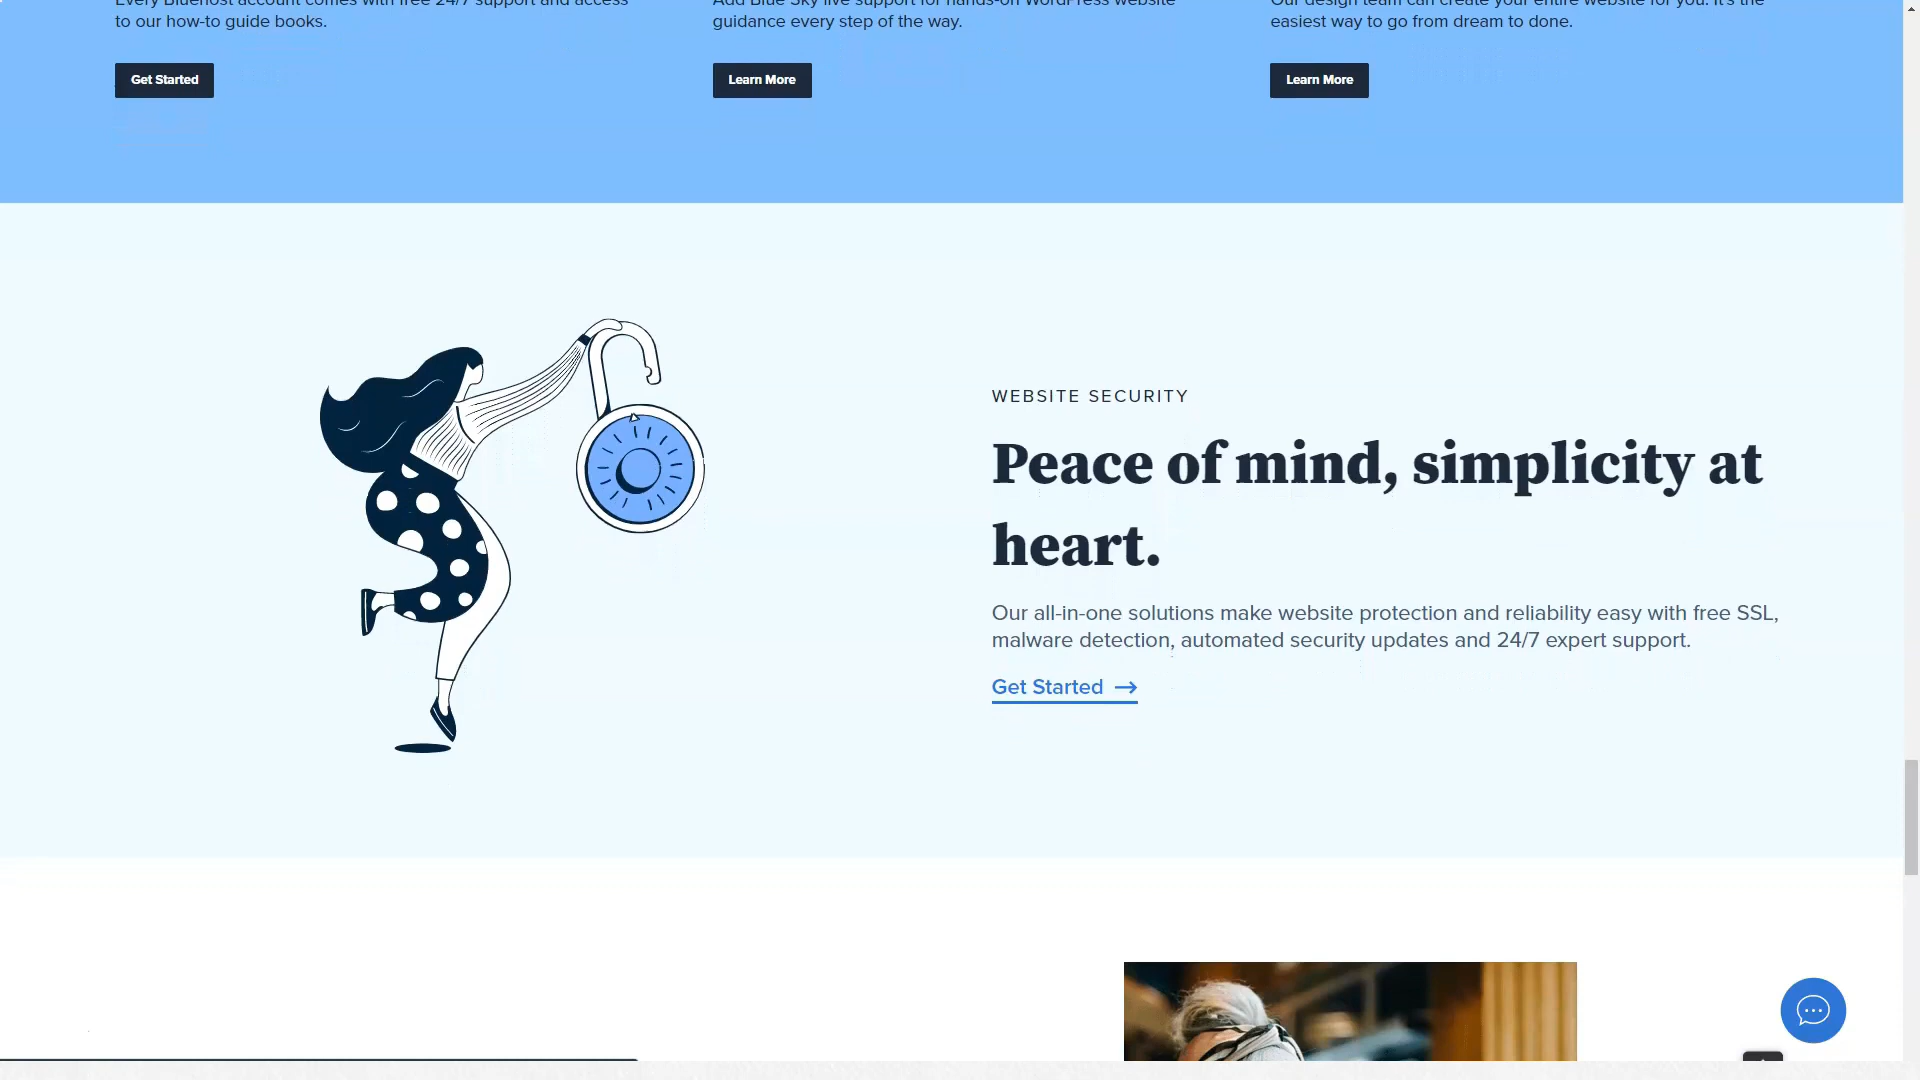 Every Bluehost account comes with free 24/7 support and access
to our how-to guide books.
Get Started
Add Blue Sky live support for hands-on WordPress website
guidance every step of the way.
Learn More
Our design team can create your entire website for you. It's the
easiest way to go from dream to done.
Learn More
WEBSITE SECURITY
Peace of mind, simplicity at
heart.
Our all-in-one solutions make website protection and reliability easy with free SSL,
malware detection, automated security updates and 24/7 expert support.
Get Started →